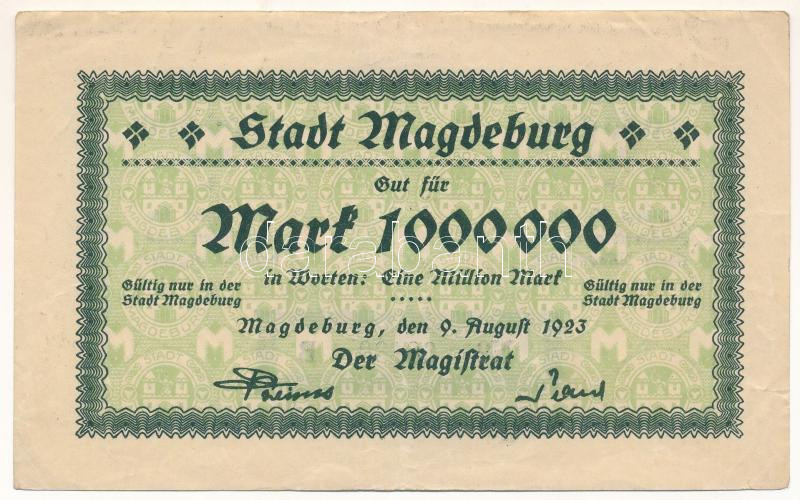 Stadt Magdeburg
Gut für
Mark 1000000
in Worten: Eine Million Mark
Gültig nur in der
Stadt Magdeburg
Gültig nur in der
Stadt Magdeburg
Magdeburg, den 9. August 1923
Der Magistrat
darabanth